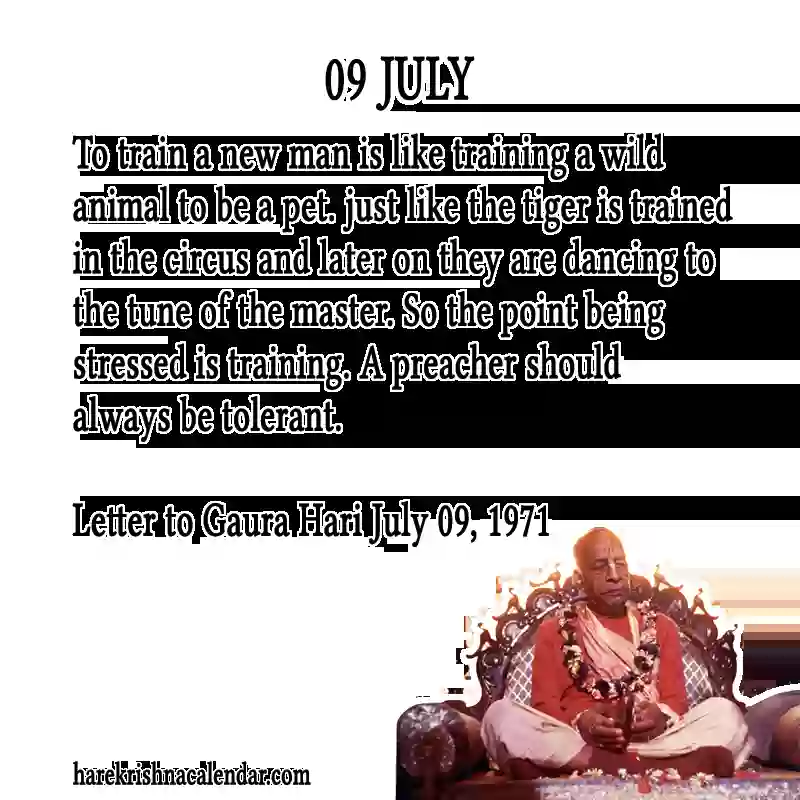 09 JULY
To train a new man is like training a wild
animal to be a pet. just like the tiger is trained
in the circus and later on they are dancing to
the tune of the master. So the point being
stressed is training. A preacher should
always be tolerant.
Letter to Gaura Hari July 09, 1971
harekrishnacalendar.com